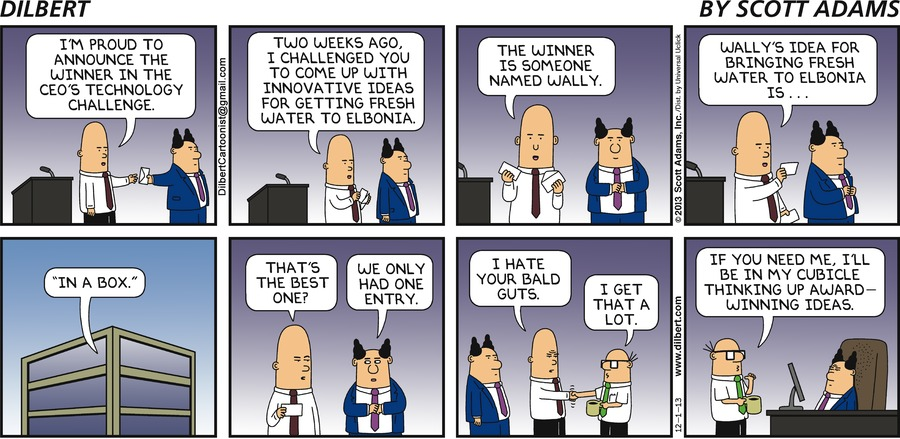 DILBERT
BY SCOTT ADAMS
I'M PROUD TO
ANNOUNCE THE
WINNER IN THE
CEO'S TECHNOLOGY
CHALLENGE.
DilbertCartoonist@gmail.com
TWO WEEKS AGO,
I CHALLENGED YOU
TO COME UP WITH
INNOVATIVE IDEAS
FOR GETTING FRESH
WATER TO ELBONIA.
THE WINNER
IS SOMEONE
NAMED WALLY.
©2013 Scott Adams, Inc. /Dist. by Universal Uclick
WALLY'S IDEA FOR
BRINGING FRESH
WATER TO ELBONIA
IS . . .
"IN A BOX."
THAT'S
THE BEST
ONE?
WE ONLY
HAD ONE
ENTRY.
I HATE
YOUR BALD
GUTS.
I GET
THAT A
LOT.
12-1-13 www.dilbert.com
IF YOU NEED ME, I'LL
BE IN MY CUBICLE
THINKING UP AWARD–
WINNING IDEAS.